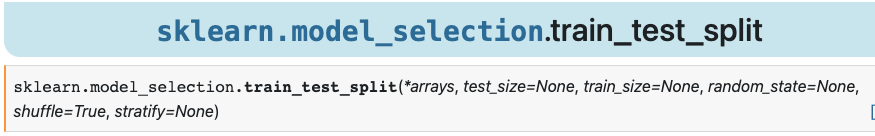 sklearn.model_selection.train_test_split
sklearn.model_selection.train_test_split(*arrays, test_size=None, train_size=None, random_state=None,
shuffle=True, stratify=None)
[